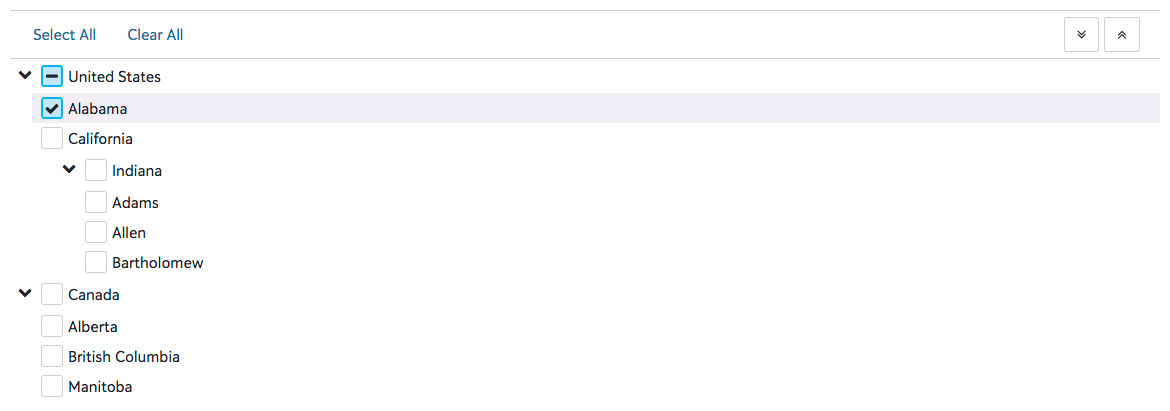 Select All Clear All
United States
Alabama
California
Indiana
Adams
Allen
Bartholomew
Canada
Alberta
British Columbia
Manitoba